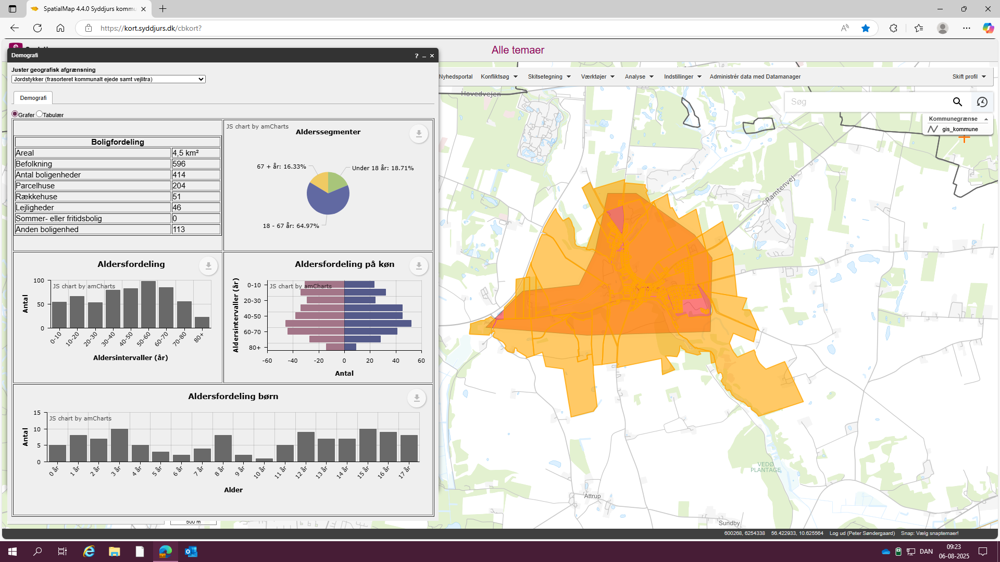 SpatialMap 4.4.0 Syddjurs kommu
https://kort.syddjurs.dk/cbkort?
Alle temaer
Demografi
? _ ×
Juster geografisk afgrænsning
Jordstykker (frasorteret kommunalt ejede samt vejlitra)
Nyhedsportal Konfliktsøg Skitsetegning Værktøjer Analyse Indstillinger Administrér data med Datamanager Skift profil
Demografi
Grafer Tabulær
Søg
Kommunegrænse
gis_kommune
Boligfordeling
Areal 4,5 km²
Befolkning 596
Antal boligenheder 414
Parcelhuse 204
Rækkehuse 51
Lejligheder 46
Sommer- eller fritidsbolig 0
Anden boligenhed 113
JS chart by amCharts
Alderssegmenter
67 + år: 16.33%
Under 18 år: 18.71%
18 - 67 år: 64.97%
Aldersfordeling
JS chart by amCharts
Antal
100
50
0
0-10 10-20 20-30 30-40 40-50 50-60 60-70 70-80 80+
Aldersintervaller (år)
Aldersfordeling på køn
JS chart by amCharts
Aldersintervaller (år)
0-10
20-30
40-50
60-70
80+
-60 -40 -20 0 20 40 60
Antal
Aldersfordeling børn
JS chart by amCharts
Antal
15
10
5
0
0 år 1 år 2 år 3 år 4 år 5 år 6 år 7 år 8 år 9 år 10 år 11 år 12 år 13 år 14 år 15 år 16 år 17 år
Alder
Hovedvejen
Ramtenvej
VEDØ
PLANTAGE
Attrup
Sundby
500 m
600268, 6254338 56.422933, 10.625564 Log ud (Peter Søndergaard) Snap: Vælg snaptemaer!
DAN
09:23
06-08-2025